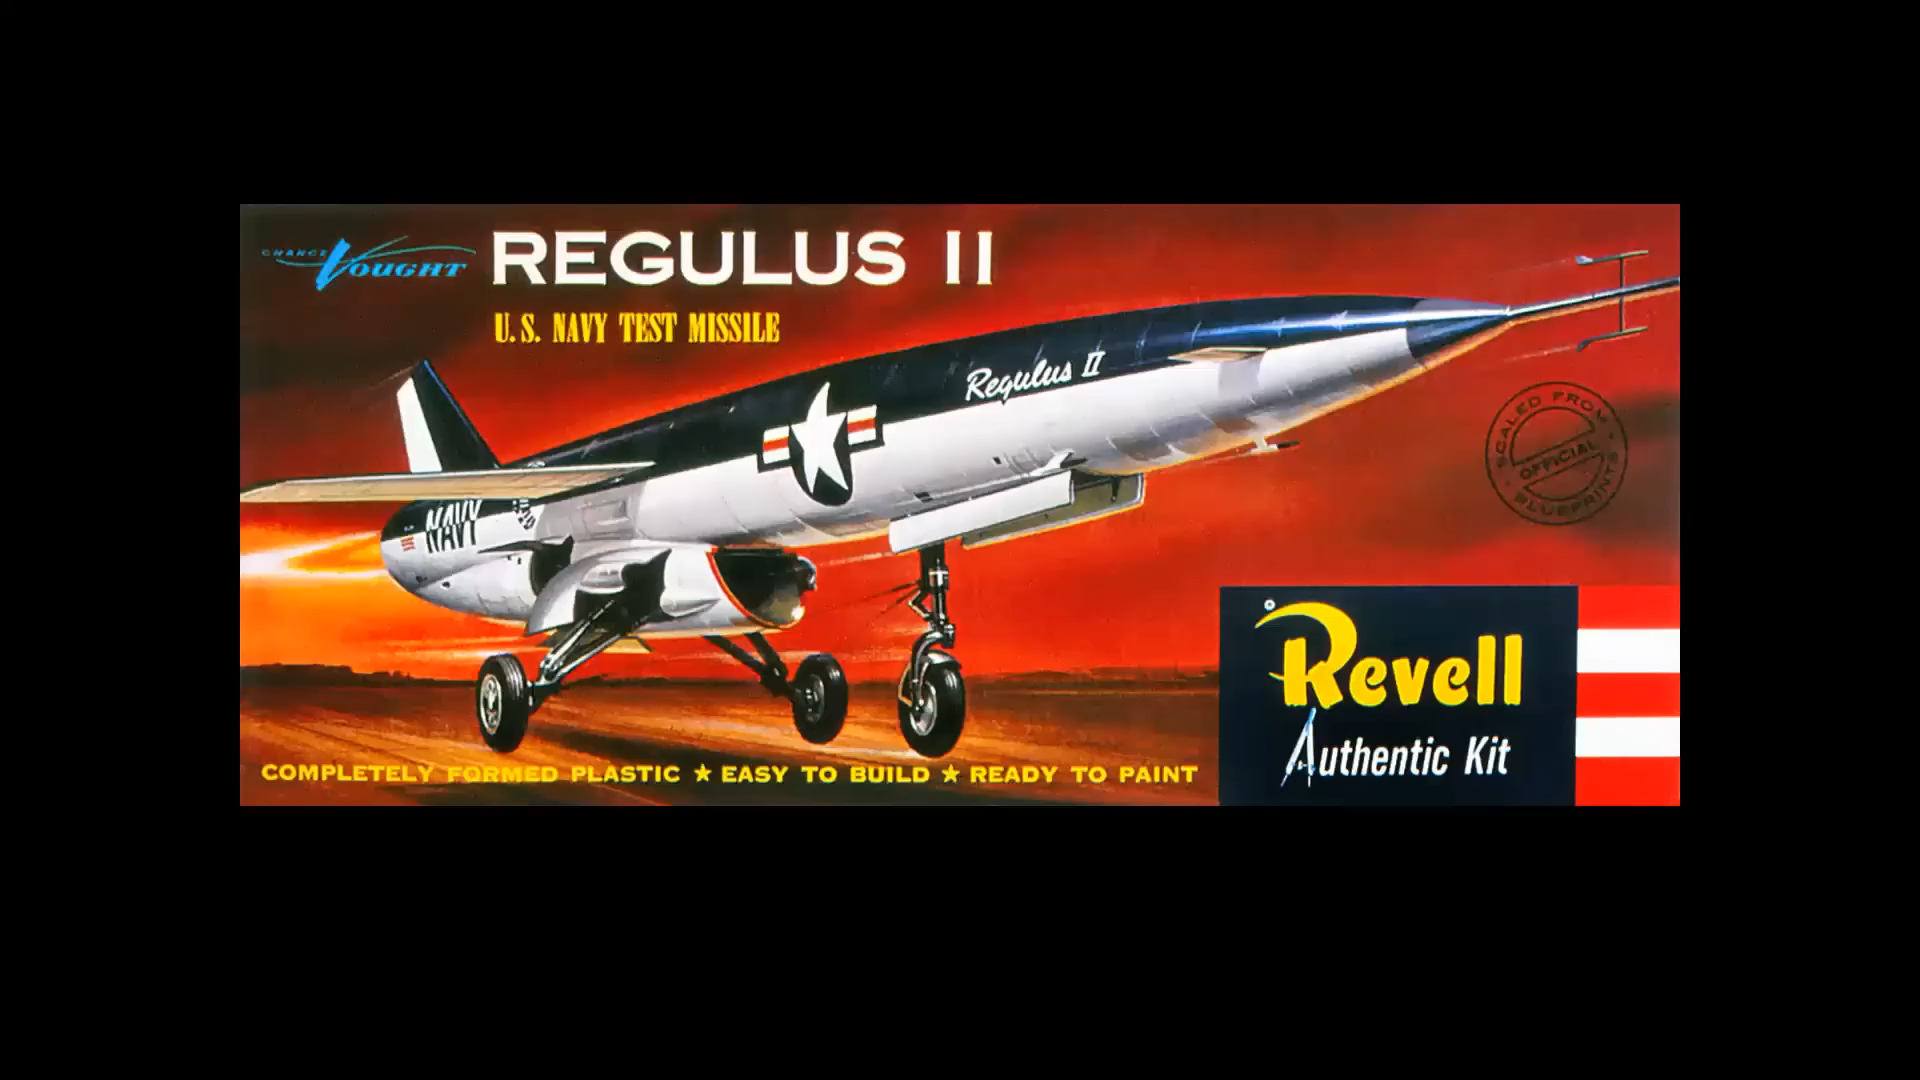 CHANCE VOUGHT
REGULUS II
U.S. NAVY TEST MISSILE
Regulus II
NAVY
SCALED FROM
OFFICIAL
BLUEPRINTS
Revell
Authentic Kit
COMPLETELY FORMED PLASTIC ★ EASY TO BUILD ★ READY TO PAINT